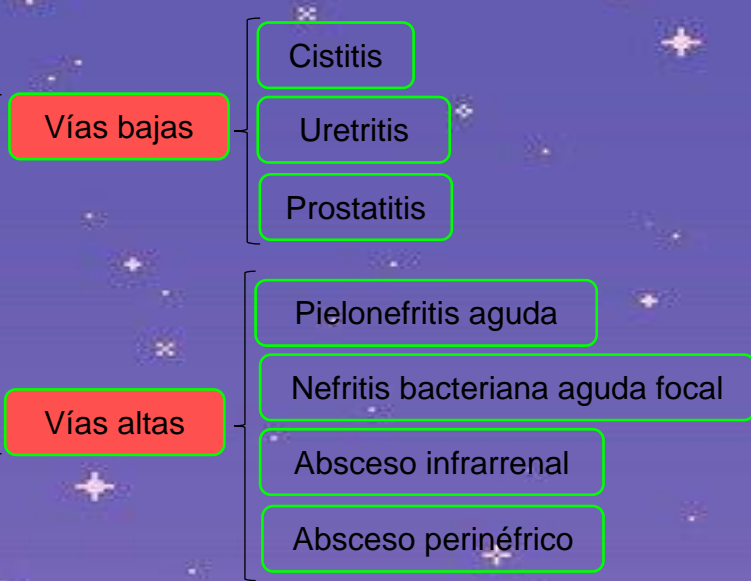 Vías bajas
Cistitis
Uretritis
Prostatitis
Vías altas
Pielonefritis aguda
Nefritis bacteriana aguda focal
Absceso infrarrenal
Absceso perinéfrico